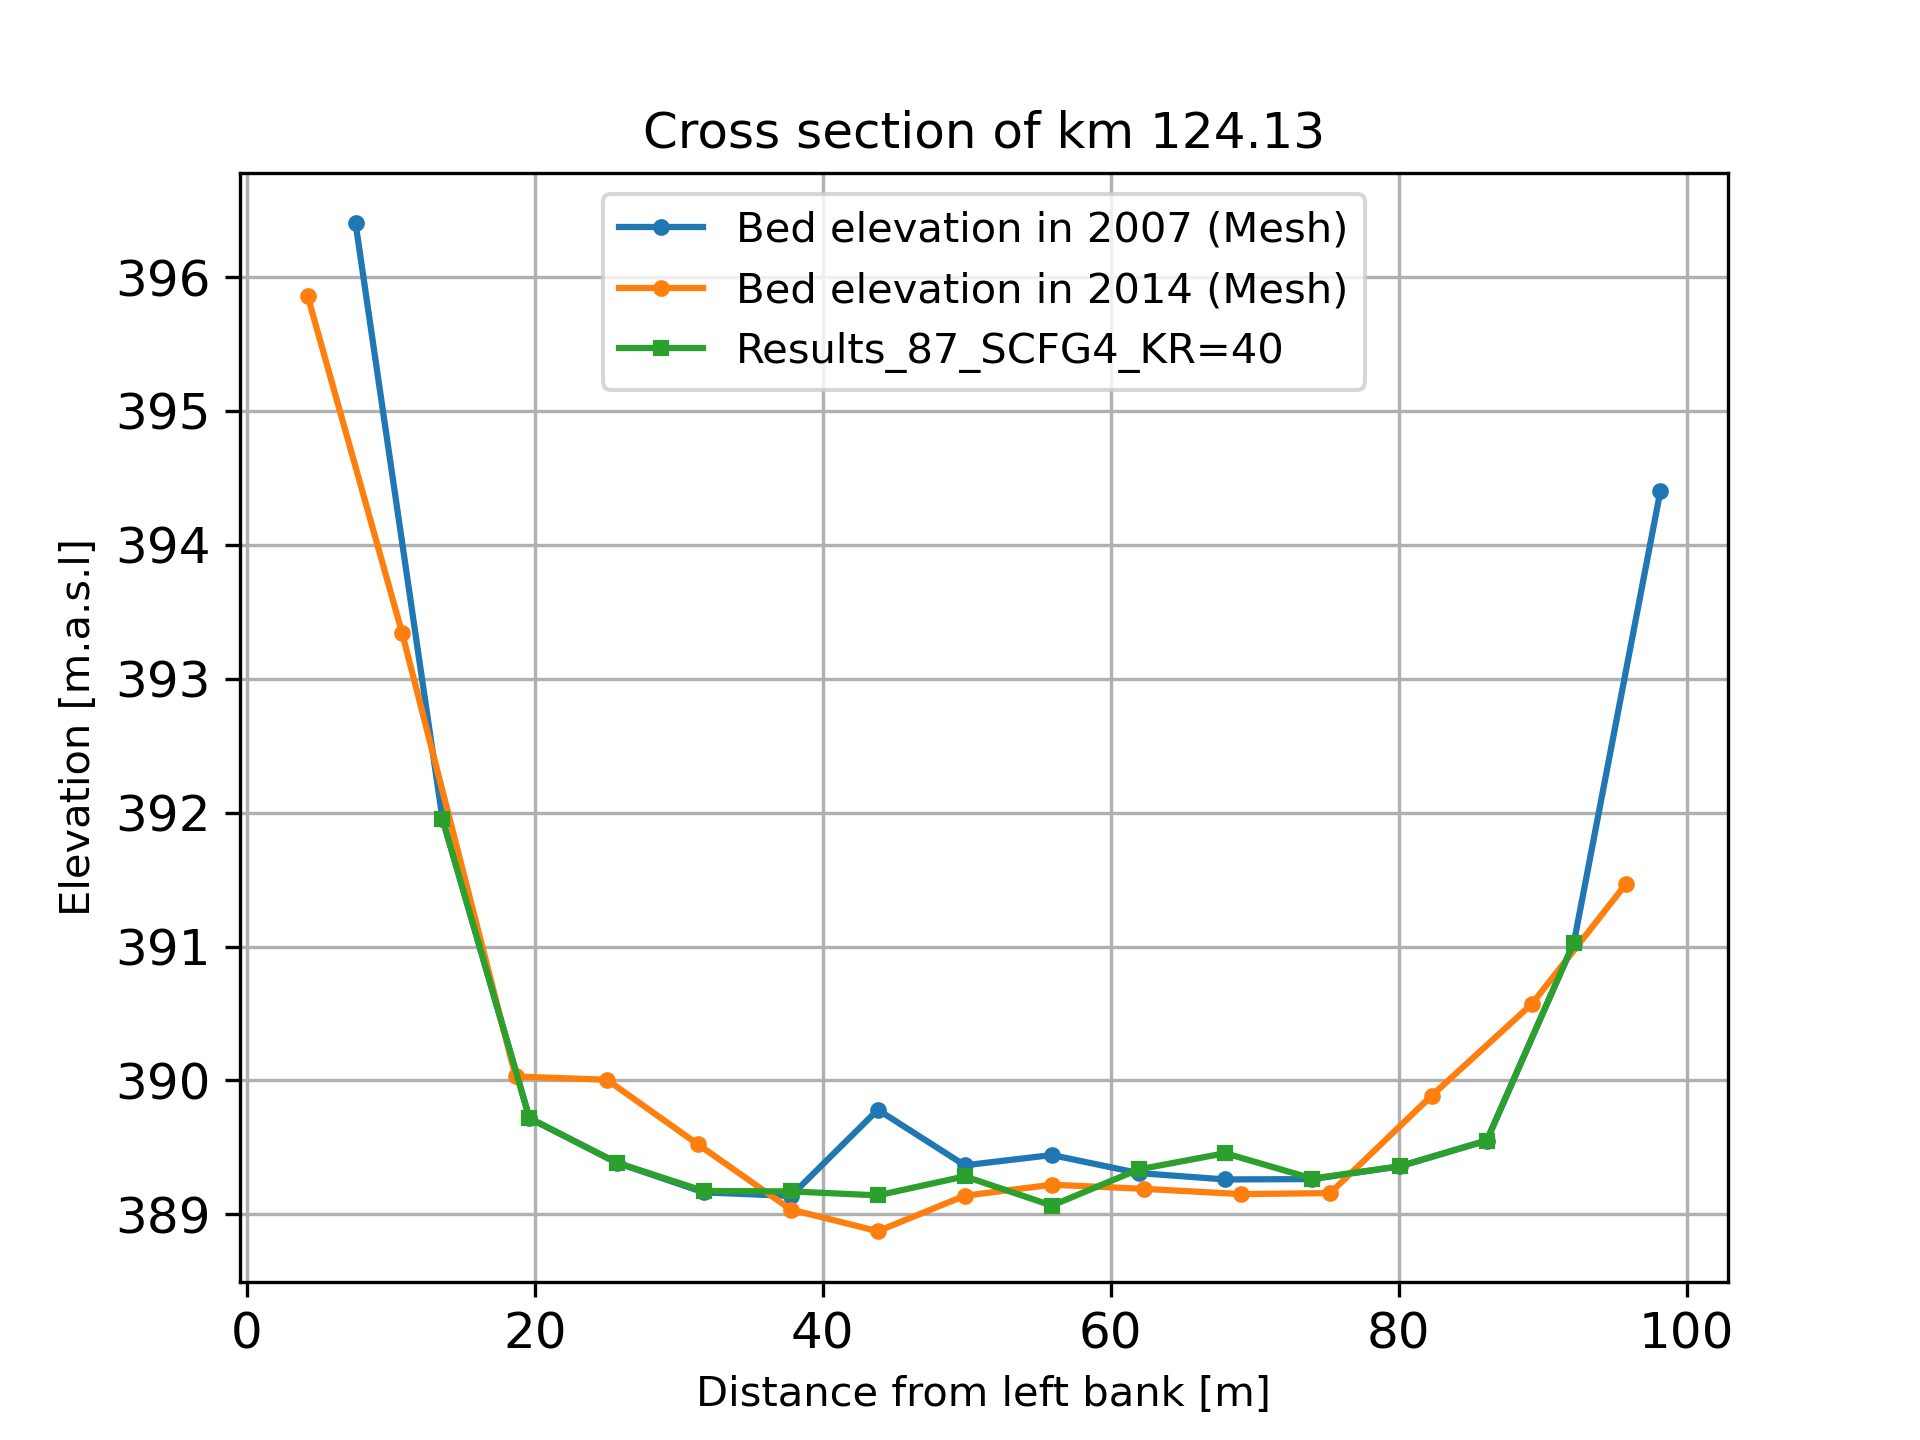 Cross section of km 124.13
Bed elevation in 2007 (Mesh)
Bed elevation in 2014 (Mesh)
Results_87_SCFG4_KR=40
Elevation [m.a.s.l]
396
395
394
393
392
391
390
389
0 20 40 60 80 100
Distance from left bank [m]